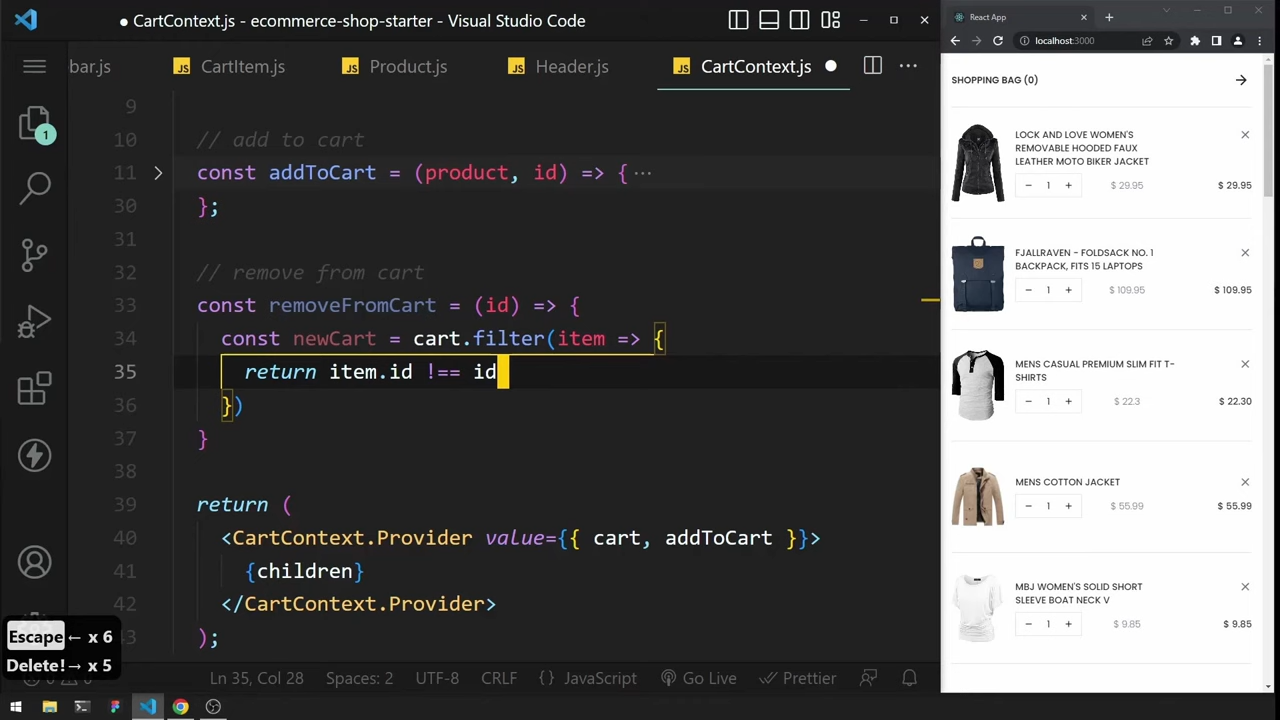 ● CartContext.js - ecommerce-shop-starter - Visual Studio Code
bar.js
JS CartItem.js
JS Product.js
JS Header.js
JS CartContext.js ●
9
10 // add to cart
11 const addToCart = (product, id) => {···
30 };
31
32 // remove from cart
33 const removeFromCart = (id) => {
34 const newCart = cart.filter(item => {
35 return item.id !== id
36 })
37 }
38
39 return (
40 <CartContext.Provider value={{ cart, addToCart }}>
41 {children}
42 </CartContext.Provider>
43 );
1
Escape ← x 6
Delete!→ x 5
Ln 35, Col 28
Spaces: 2
UTF-8
CRLF
{} JavaScript
Go Live
Prettier
React App
localhost:3000
SHOPPING BAG (0)
LOCK AND LOVE WOMEN'S
REMOVABLE HOODED FAUX
LEATHER MOTO BIKER JACKET
− 1 + $ 29.95 $ 29.95
FJALLRAVEN - FOLDSACK NO. 1
BACKPACK, FITS 15 LAPTOPS
− 1 + $ 109.95 $ 109.95
MENS CASUAL PREMIUM SLIM FIT T-
SHIRTS
− 1 + $ 22.3 $ 22.30
MENS COTTON JACKET
− 1 + $ 55.99 $ 55.99
MBJ WOMEN'S SOLID SHORT
SLEEVE BOAT NECK V
− 1 + $ 9.85 $ 9.85